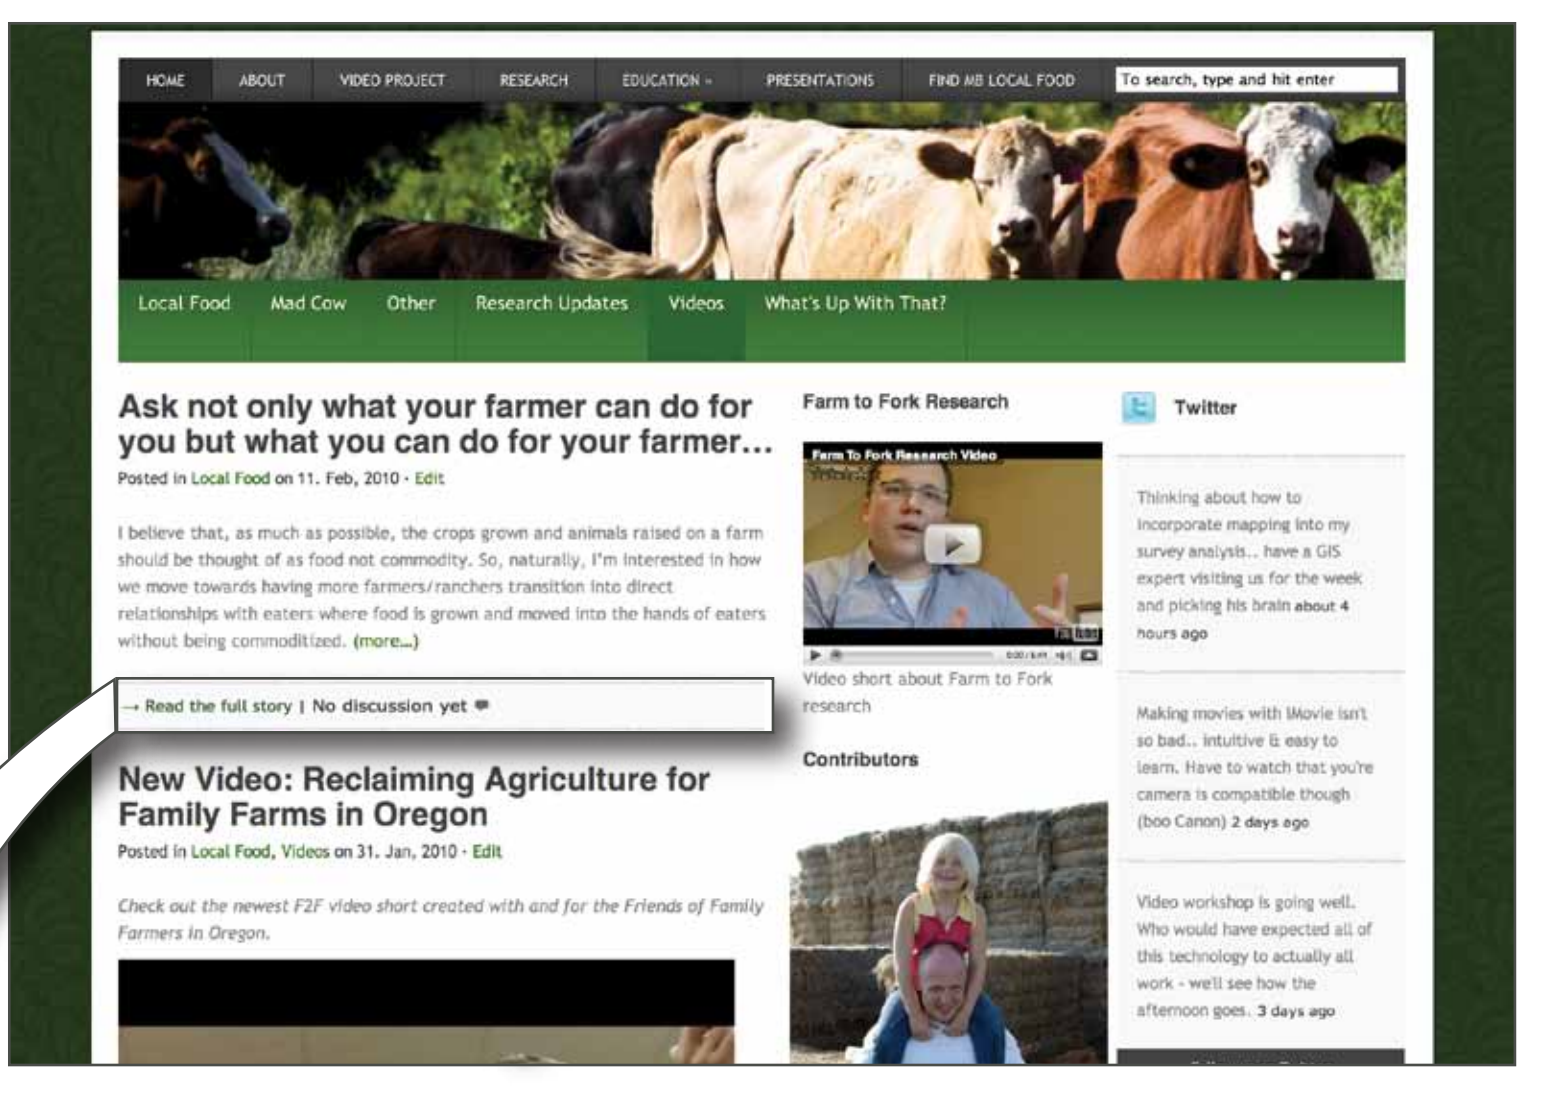 HOME ABOUT VIDEO PROJECT RESEARCH EDUCATION » PRESENTATIONS FIND MB LOCAL FOOD To search, type and hit enter
Local Food Mad Cow Other Research Updates Videos What's Up With That?
Ask not only what your farmer can do for
you but what you can do for your farmer...
Posted in Local Food on 11. Feb, 2010 · Edit
I believe that, as much as possible, the crops grown and animals raised on a farm
should be thought of as food not commodity. So, naturally, I'm interested in how
we move towards having more farmers/ranchers transition into direct
relationships with eaters where food is grown and moved into the hands of eaters
without being commoditized. (more...)
→ Read the full story | No discussion yet
New Video: Reclaiming Agriculture for
Family Farms in Oregon
Posted in Local Food, Videos on 31. Jan, 2010 · Edit
Check out the newest F2F video short created with and for the Friends of Family
Farmers in Oregon.
Farm to Fork Research
Farm To Fork Research Video
YouTube
Video short about Farm to Fork
research
Contributors
Twitter
Thinking about how to
incorporate mapping into my
survey analysis.. have a GIS
expert visiting us for the week
and picking his brain about 4
hours ago
Making movies with iMovie isn't
so bad.. intuitive & easy to
learn. Have to watch that you're
camera is compatible though
(boo Canon) 2 days ago
Video workshop is going well.
Who would have expected all of
this technology to actually all
work - we'll see how the
afternoon goes. 3 days ago